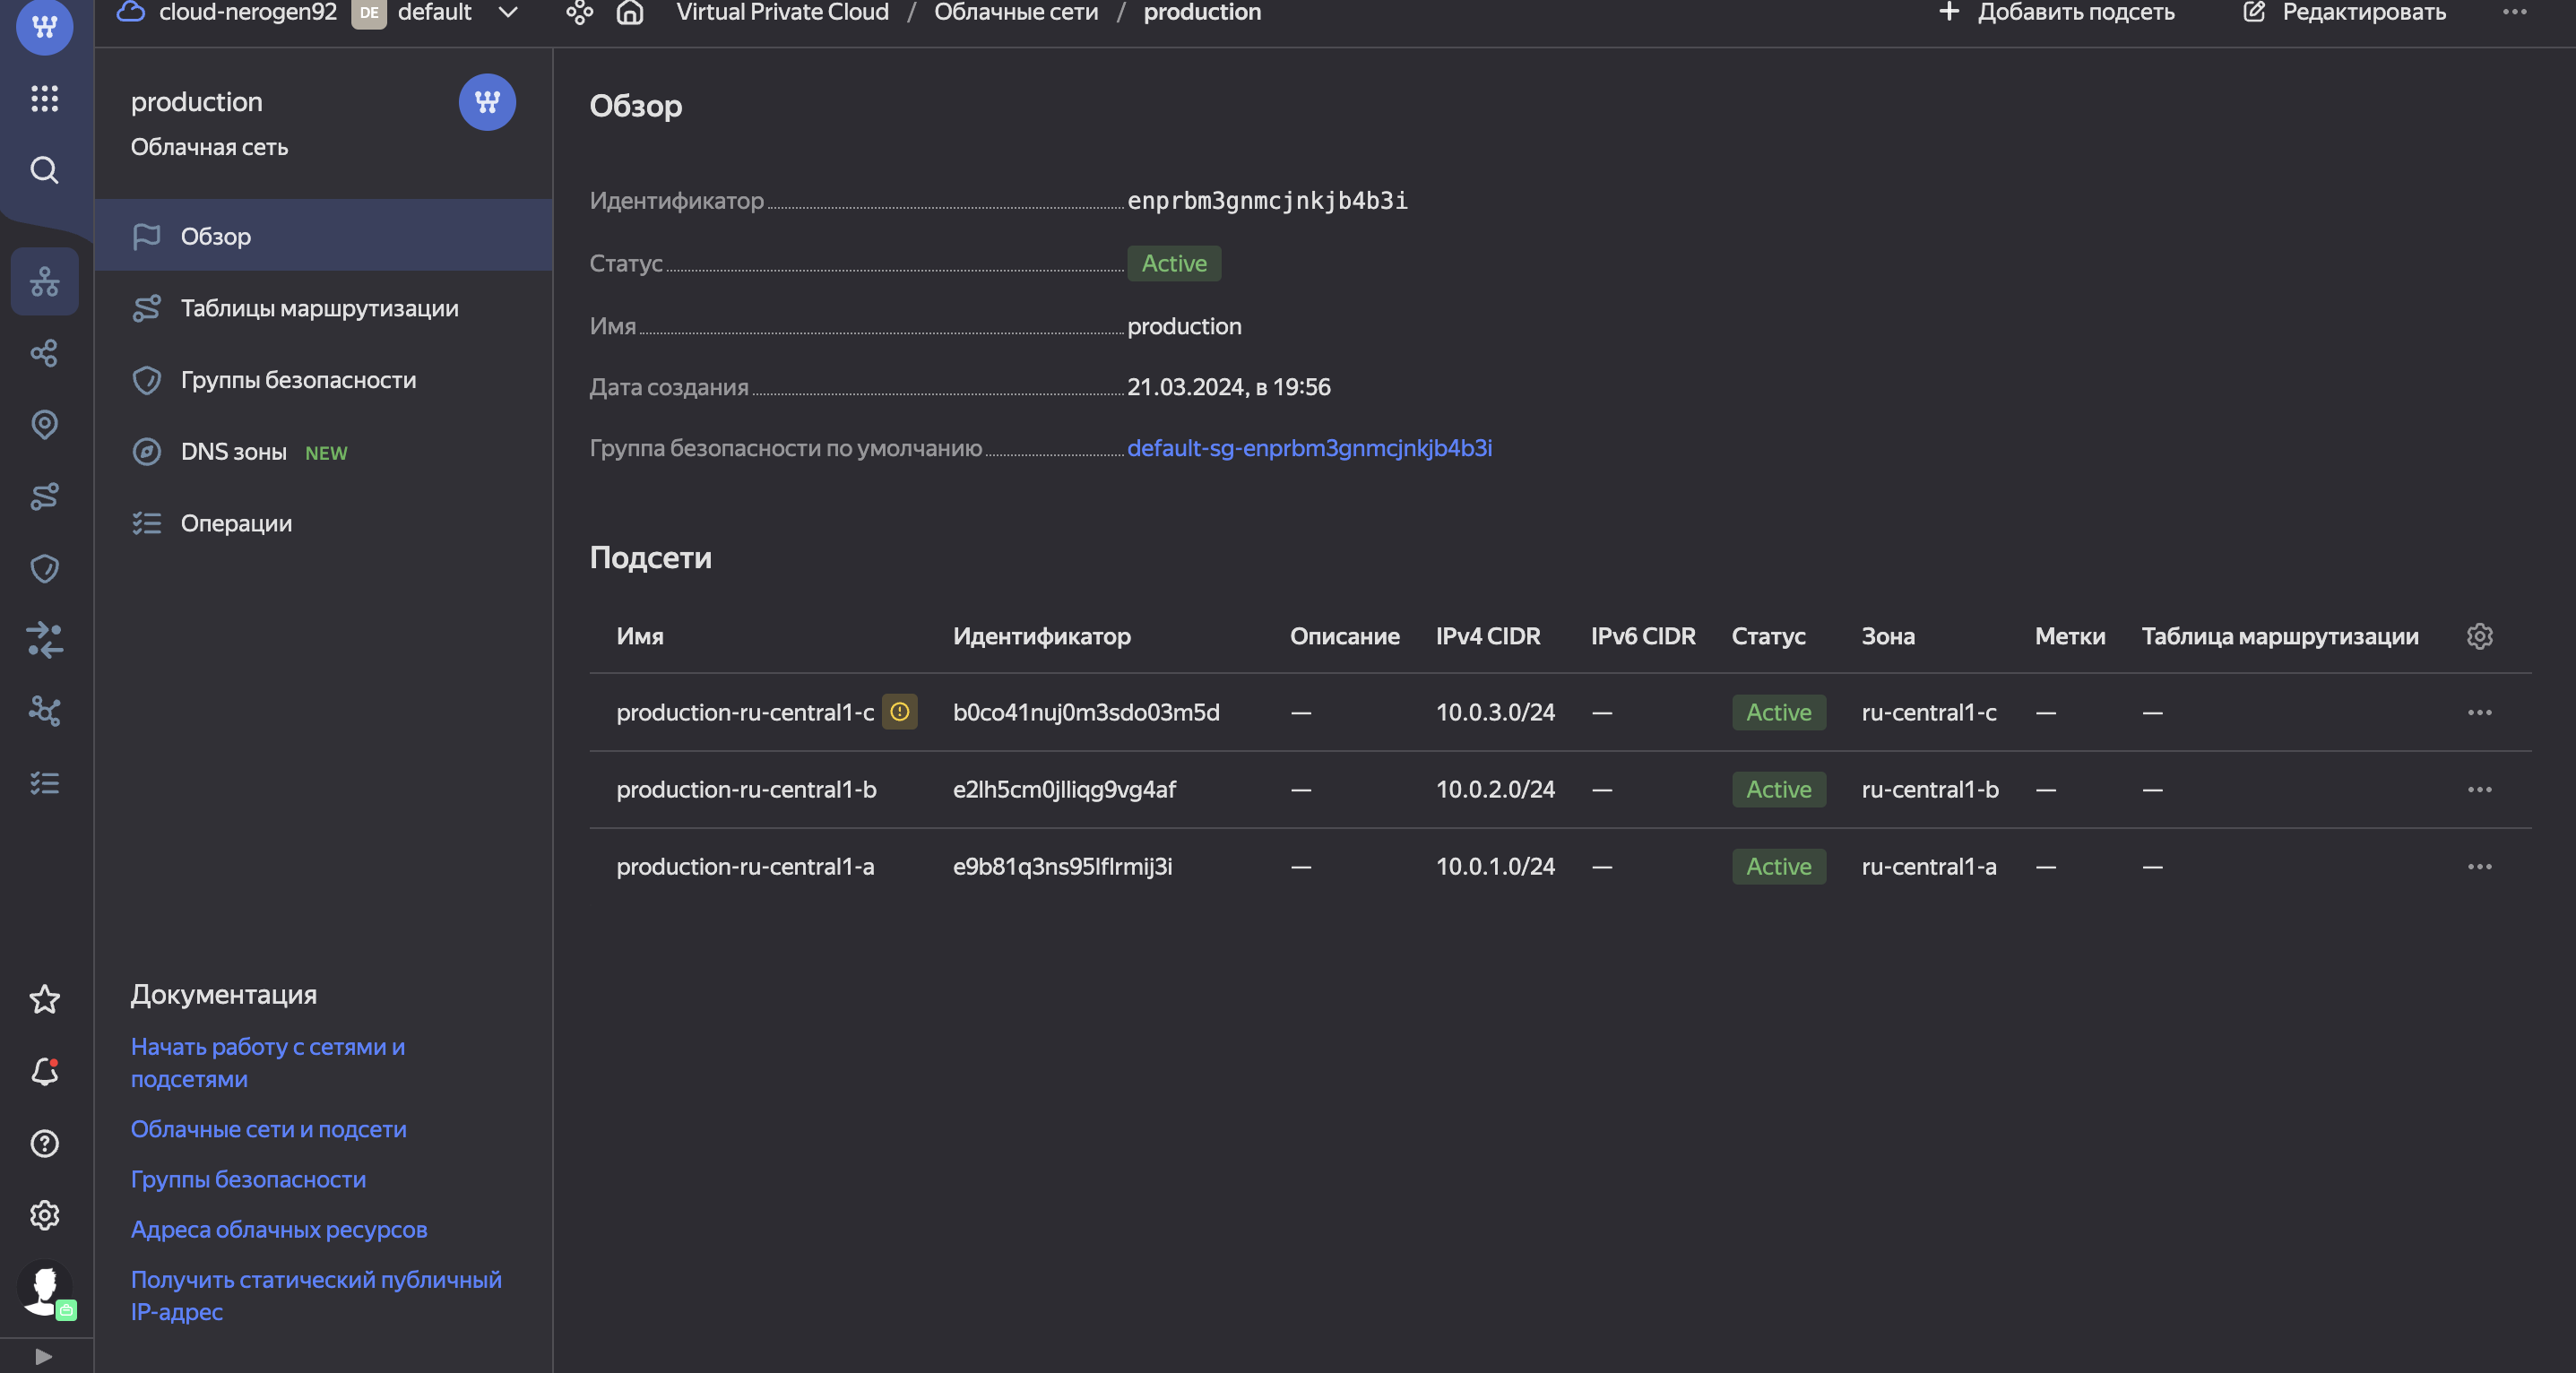 cloud-nerogen92 DE default Virtual Private Cloud / Облачные сети / production Добавить подсеть Редактировать
production
Облачная сеть
Обзор
Таблицы маршрутизации
Группы безопасности
DNS зоны NEW
Операции
Документация
Начать работу с сетями и
подсетями
Облачные сети и подсети
Группы безопасности
Адреса облачных ресурсов
Получить статический публичный
IP-адрес
Обзор
Идентификатор enprbm3gnmcjnkjb4b3i
Статус Active
Имя production
Дата создания 21.03.2024, в 19:56
Группа безопасности по умолчанию default-sg-enprbm3gnmcjnkjb4b3i
Подсети
Имя Идентификатор Описание IPv4 CIDR IPv6 CIDR Статус Зона Метки Таблица маршрутизации
production-ru-central1-c b0co41nuj0m3sdo03m5d — 10.0.3.0/24 — Active ru-central1-c — —
production-ru-central1-b e2lh5cm0jlliqg9vg4af — 10.0.2.0/24 — Active ru-central1-b — —
production-ru-central1-a e9b81q3ns95lflrmij3i — 10.0.1.0/24 — Active ru-central1-a — —